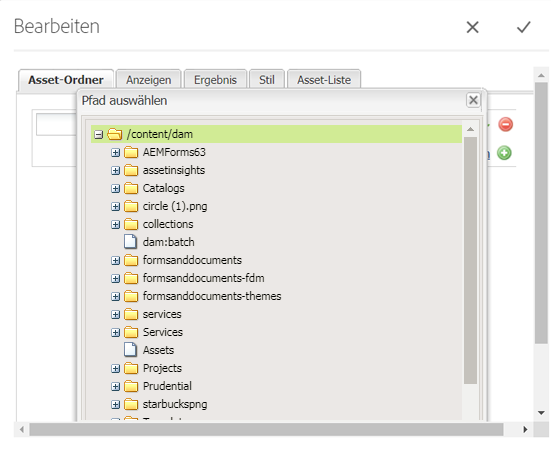 Bearbeiten
Asset-Ordner Anzeigen Ergebnis Stil Asset-Liste
Pfad auswählen
/content/dam
AEMForms63
assetinsights
Catalogs
circle (1).png
collections
dam:batch
formsanddocuments
formsanddocuments-fdm
formsanddocuments-themes
services
Services
Assets
Projects
Prudential
starbuckspng